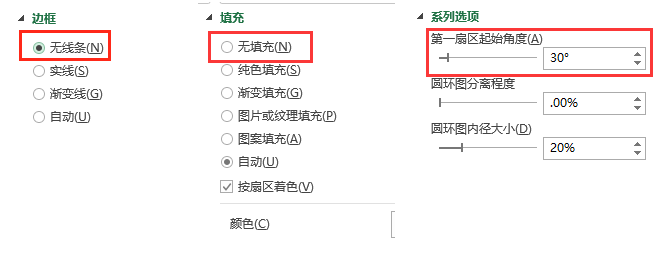 边框
无线条(N)
实线(S)
渐变线(G)
自动(U)
填充
无填充(N)
纯色填充(S)
渐变填充(G)
图片或纹理填充(P)
图案填充(A)
自动(U)
按扇区着色(V)
颜色(C)
系列选项
第一扇区起始角度(A)
30°
圆环图分离程度
.00%
圆环图内径大小(D)
20%